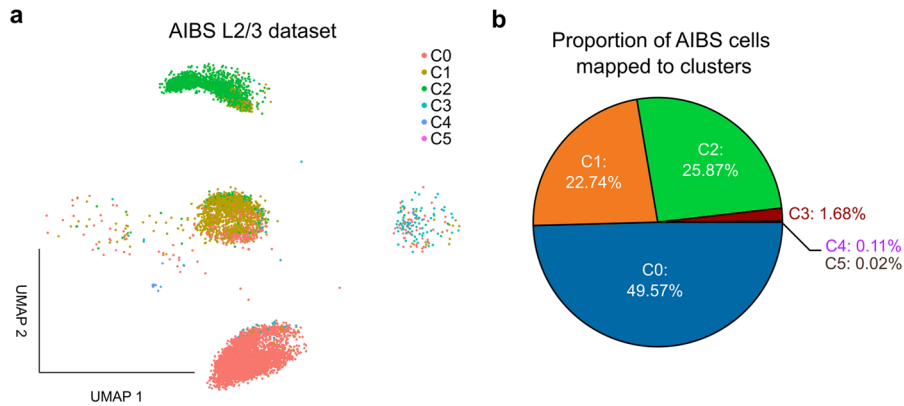 a
AIBS L2/3 dataset
C0
C1
C2
C3
C4
C5
UMAP 2
UMAP 1
b
Proportion of AIBS cells
mapped to clusters
C1:
22.74%
C2:
25.87%
C3: 1.68%
C4: 0.11%
C5: 0.02%
C0:
49.57%